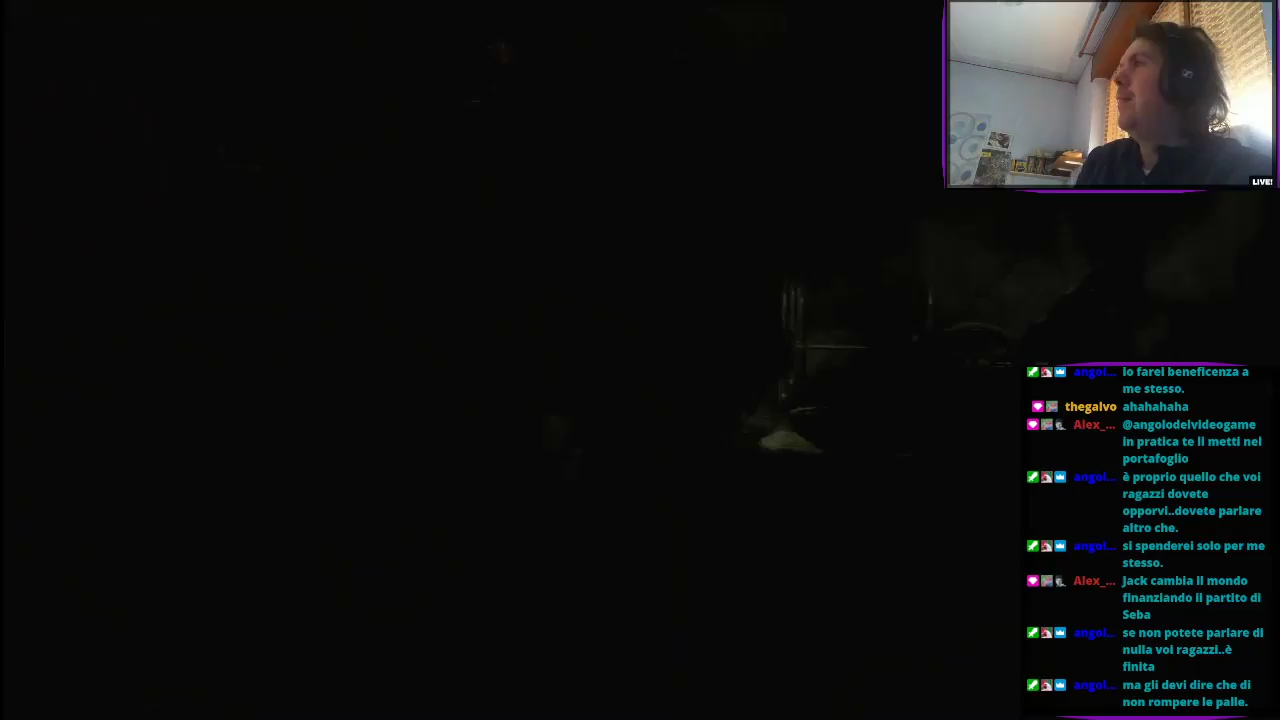 LIVE!
angol... io farei beneficenza a
me stesso.
thegalvo ahahahaha
Alex_... @angolodelvideogame
in pratica te li metti nel
portafoglio
angol... è proprio quello che voi
ragazzi dovete
opporvi..dovete parlare
altro che.
angol... si spenderei solo per me
stesso.
Alex_... Jack cambia il mondo
finanziando il partito di
Seba
angol... se non potete parlare di
nulla voi ragazzi..è
finita
angol... ma gli devi dire che di
non rompere le palle.